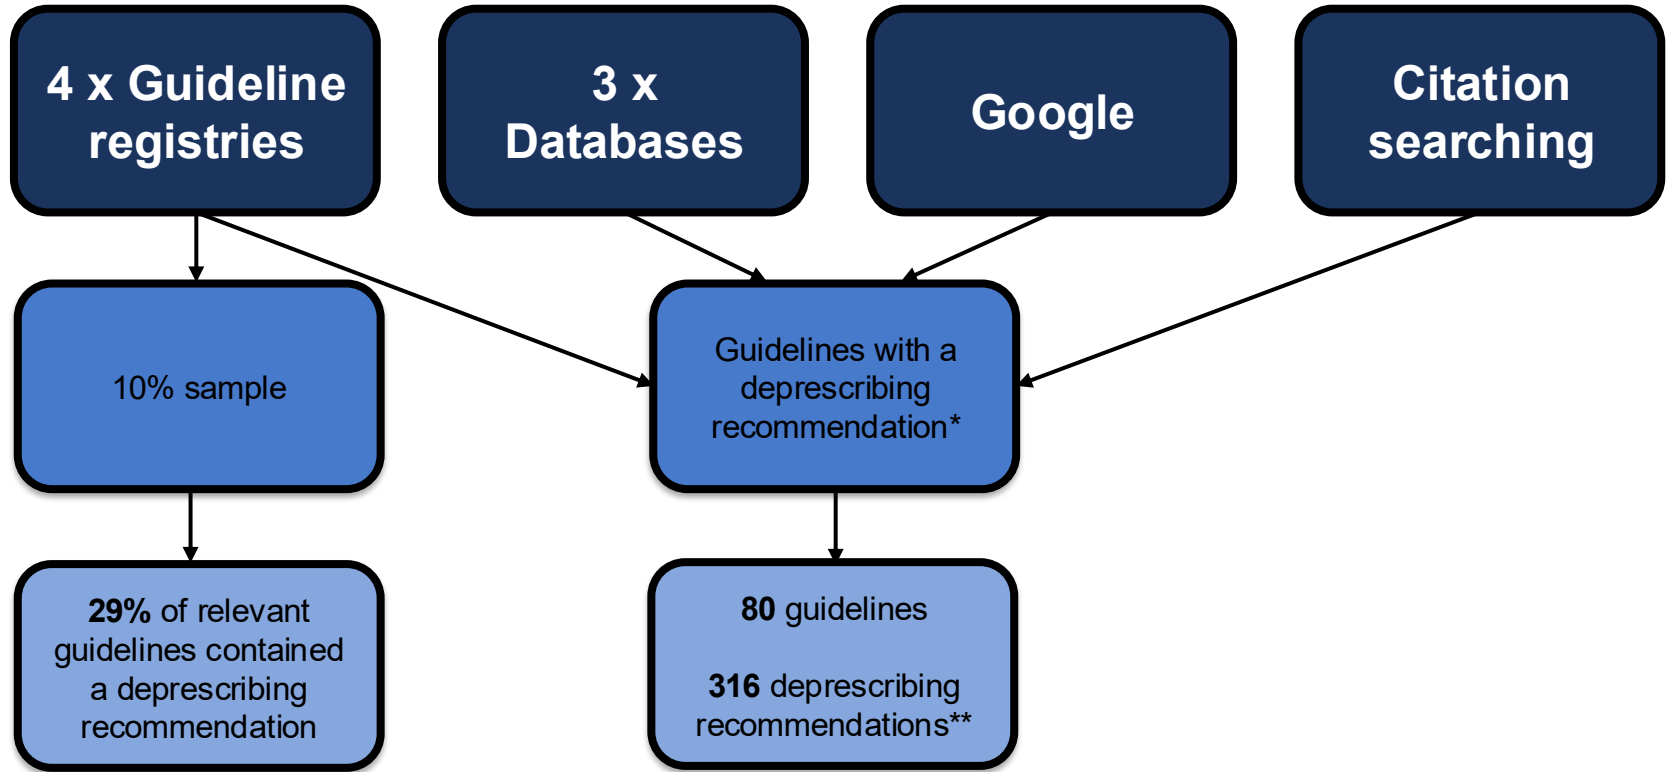 4 x Guideline
registries
3 x
Databases
Google
Citation
searching
10% sample
Guidelines with a
deprescribing
recommendation*
29% of relevant
guidelines contained
a deprescribing
recommendation
80 guidelines
316 deprescribing
recommendations**